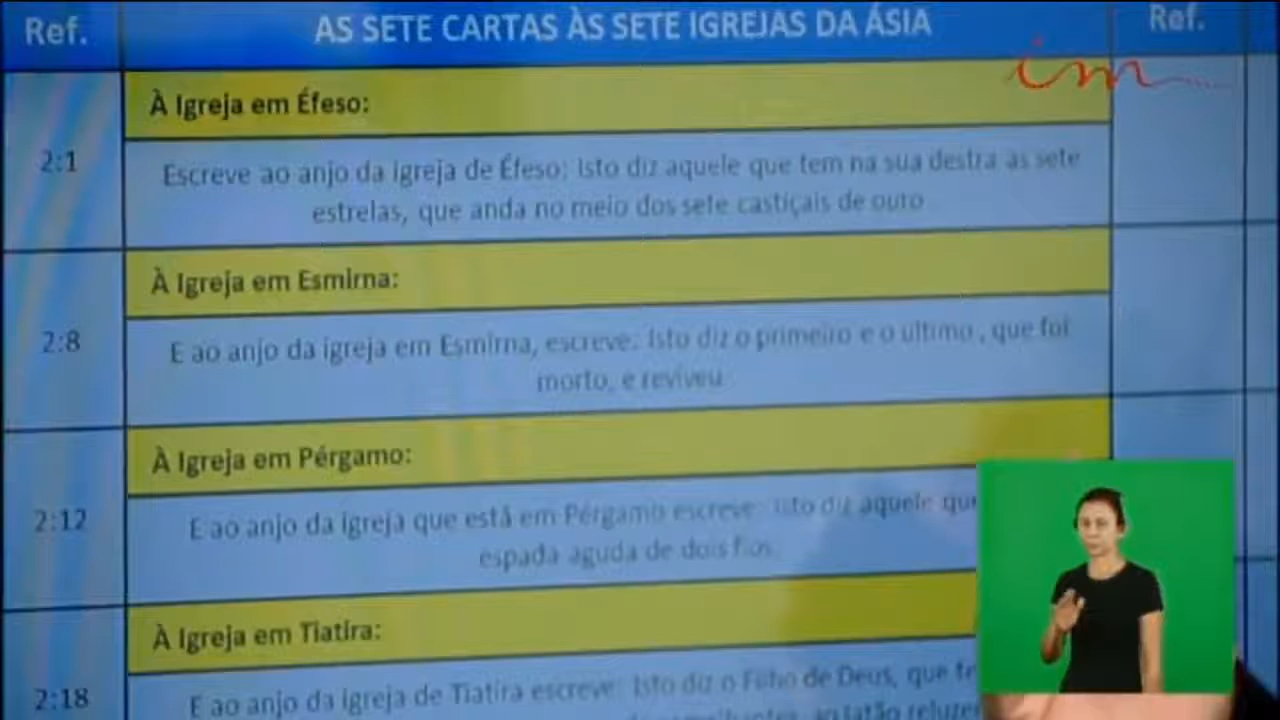 Ref. AS SETE CARTAS ÀS SETE IGREJAS DA ÁSIA Ref.
im
À Igreja em Éfeso:
2:1
Escreve ao anjo da igreja de Éfeso: Isto diz aquele que tem na sua destra as sete
estrelas, que anda no meio dos sete castiçais de ouro
À Igreja em Esmirna:
2:8
E ao anjo da igreja em Esmirna, escreve: Isto diz o primeiro e o ultimo , que foi
morto, e reviveu
À Igreja em Pérgamo:
2:12
E ao anjo da igreja que está em Pérgamo escreve: Isto diz aquele que
espada aguda de dois fios
À Igreja em Tiatira:
2:18
E ao anjo da igreja de Tiatira escreve: Isto diz o Filho de Deus, que
ao latão